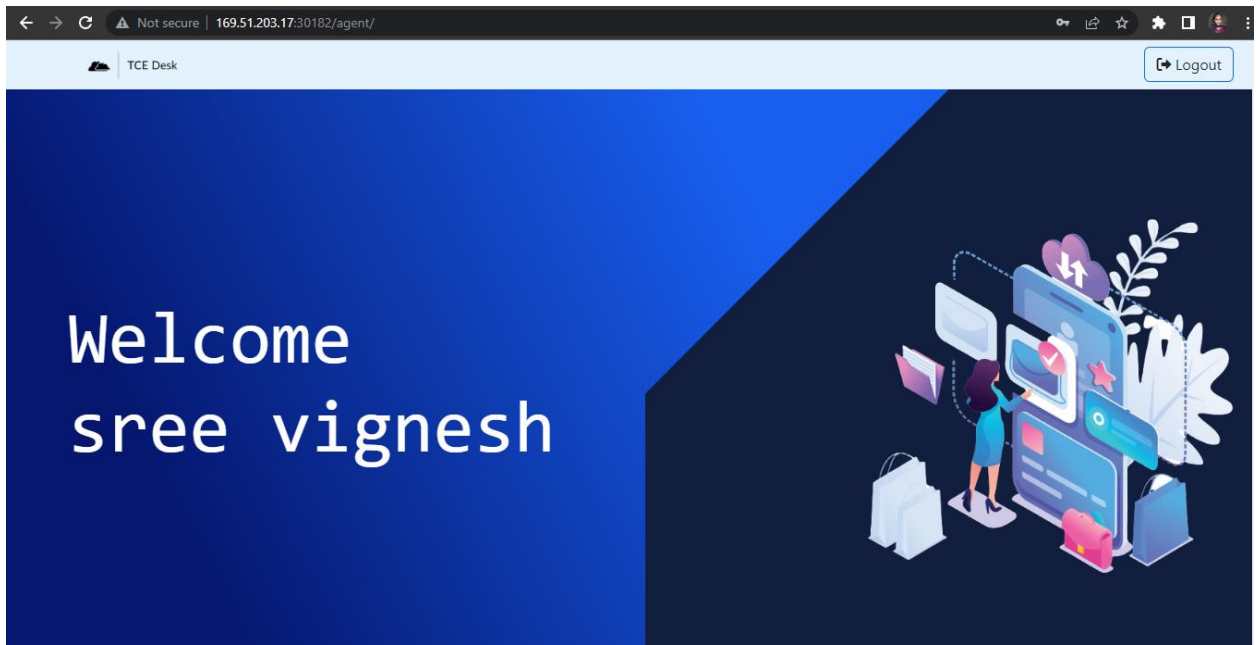 Not secure | 169.51.203.17:30182/agent/
TCE Desk
Logout
Welcome
sree vignesh